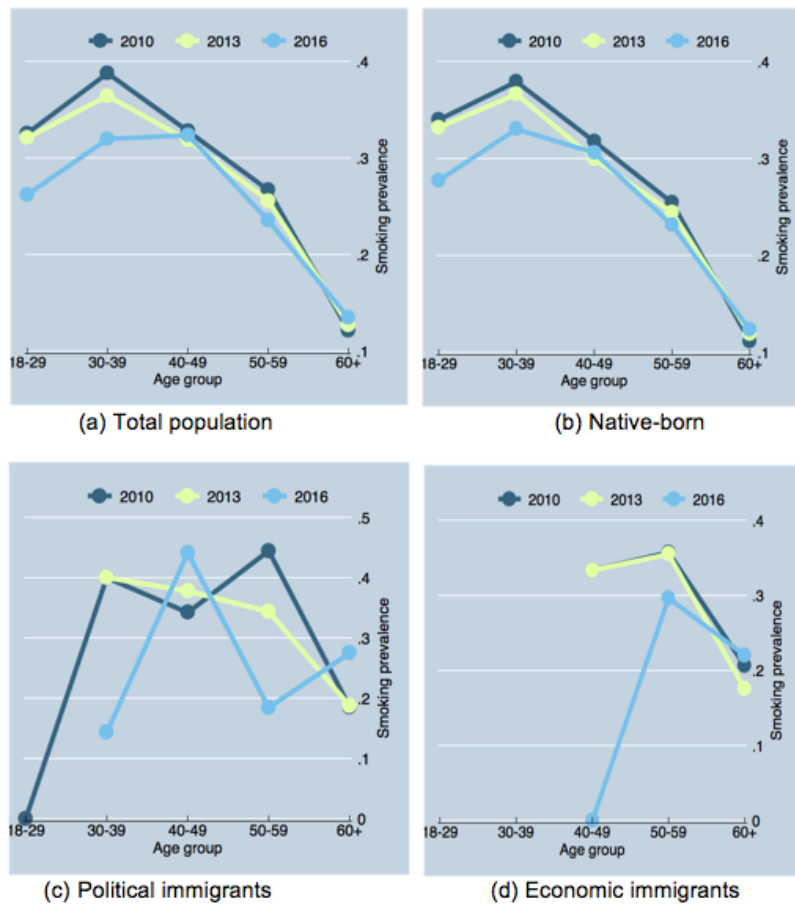 2010 2013 2016
.4
.3
.2
.1
Smoking prevalence
18-29 30-39 40-49 50-59 60+
Age group
(a) Total population
2010 2013 2016
.4
.3
.2
.1
Smoking prevalence
18-29 30-39 40-49 50-59 60+
Age group
(b) Native-born
2010 2013 2016
.5
.4
.3
.2
.1
0
Smoking prevalence
18-29 30-39 40-49 50-59 60+
Age group
(c) Political immigrants
2010 2013 2016
.4
.3
.2
.1
0
Smoking prevalence
18-29 30-39 40-49 50-59 60+
Age group
(d) Economic immigrants